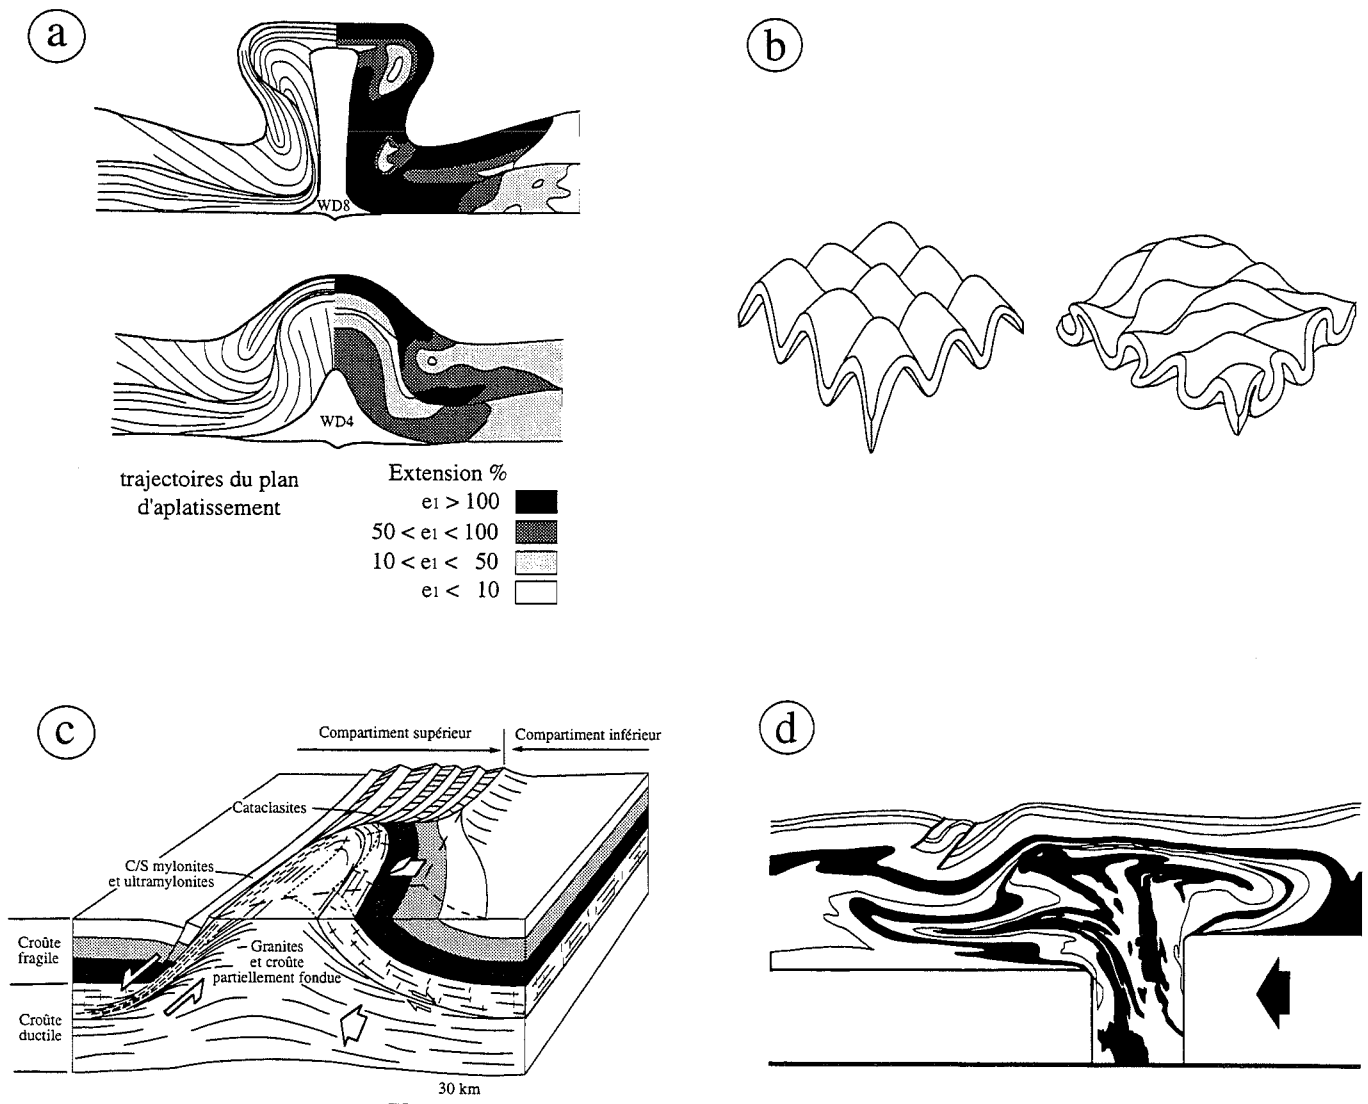 a
WD8
WD4
trajectoires du plan
d'aplatissement
Extension %
e1 > 100
50 < e1 < 100
10 < e1 < 50
e1 < 10
b
c
Compartiment supérieur
Compartiment inférieur
Cataclasites
C/S mylonites
et ultramylonites
Croûte
fragile
Granites
et croûte
partiellement fondue
Croûte
ductile
30 km
d